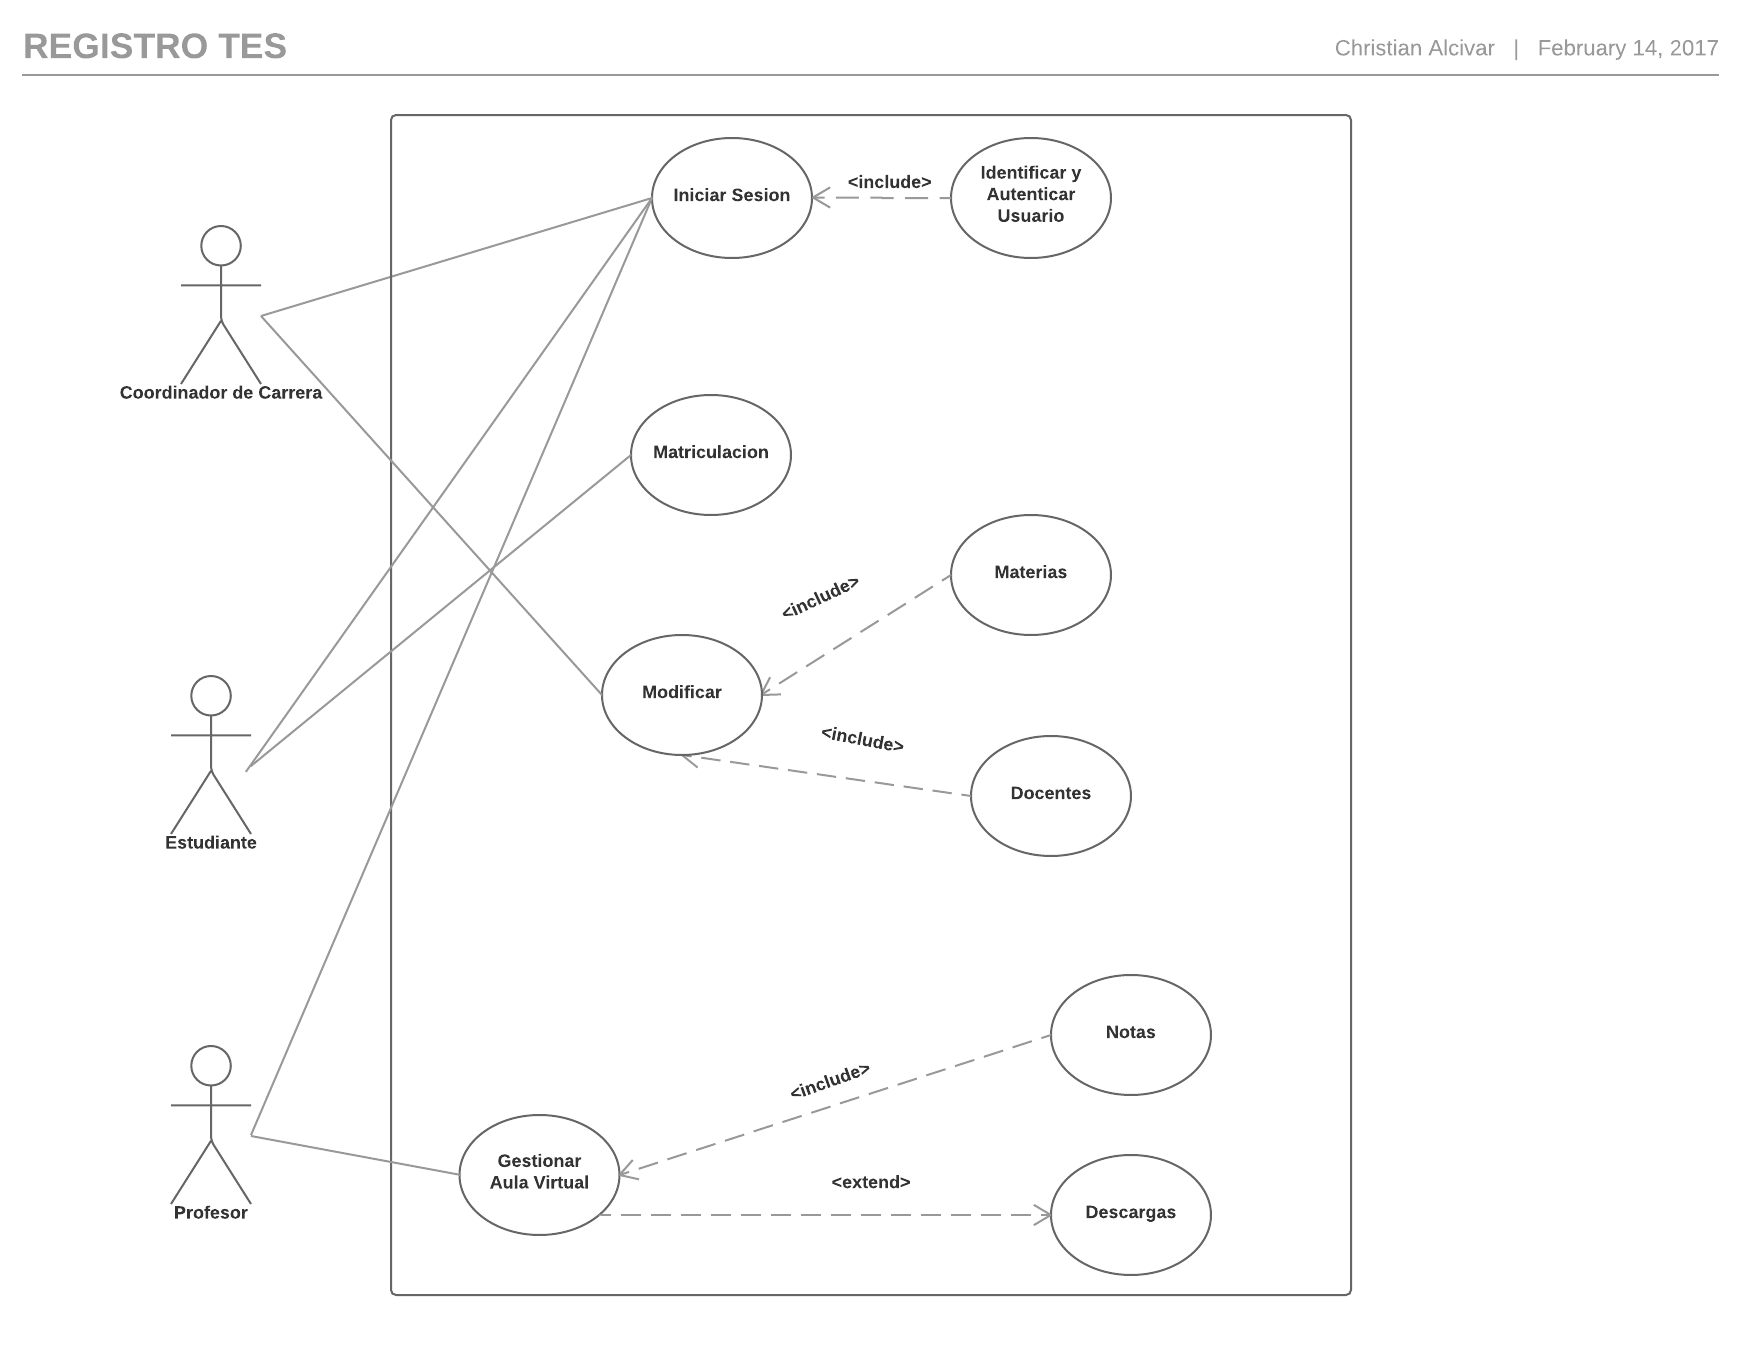 REGISTRO TES
Christian Alcivar | February 14, 2017
Iniciar Sesion
<include>
Identificar y
Autenticar
Usuario
Coordinador de Carrera
Matriculacion
Materias
<include>
Modificar
<include>
Docentes
Estudiante
Notas
<include>
Gestionar
Aula Virtual
<extend>
Descargas
Profesor